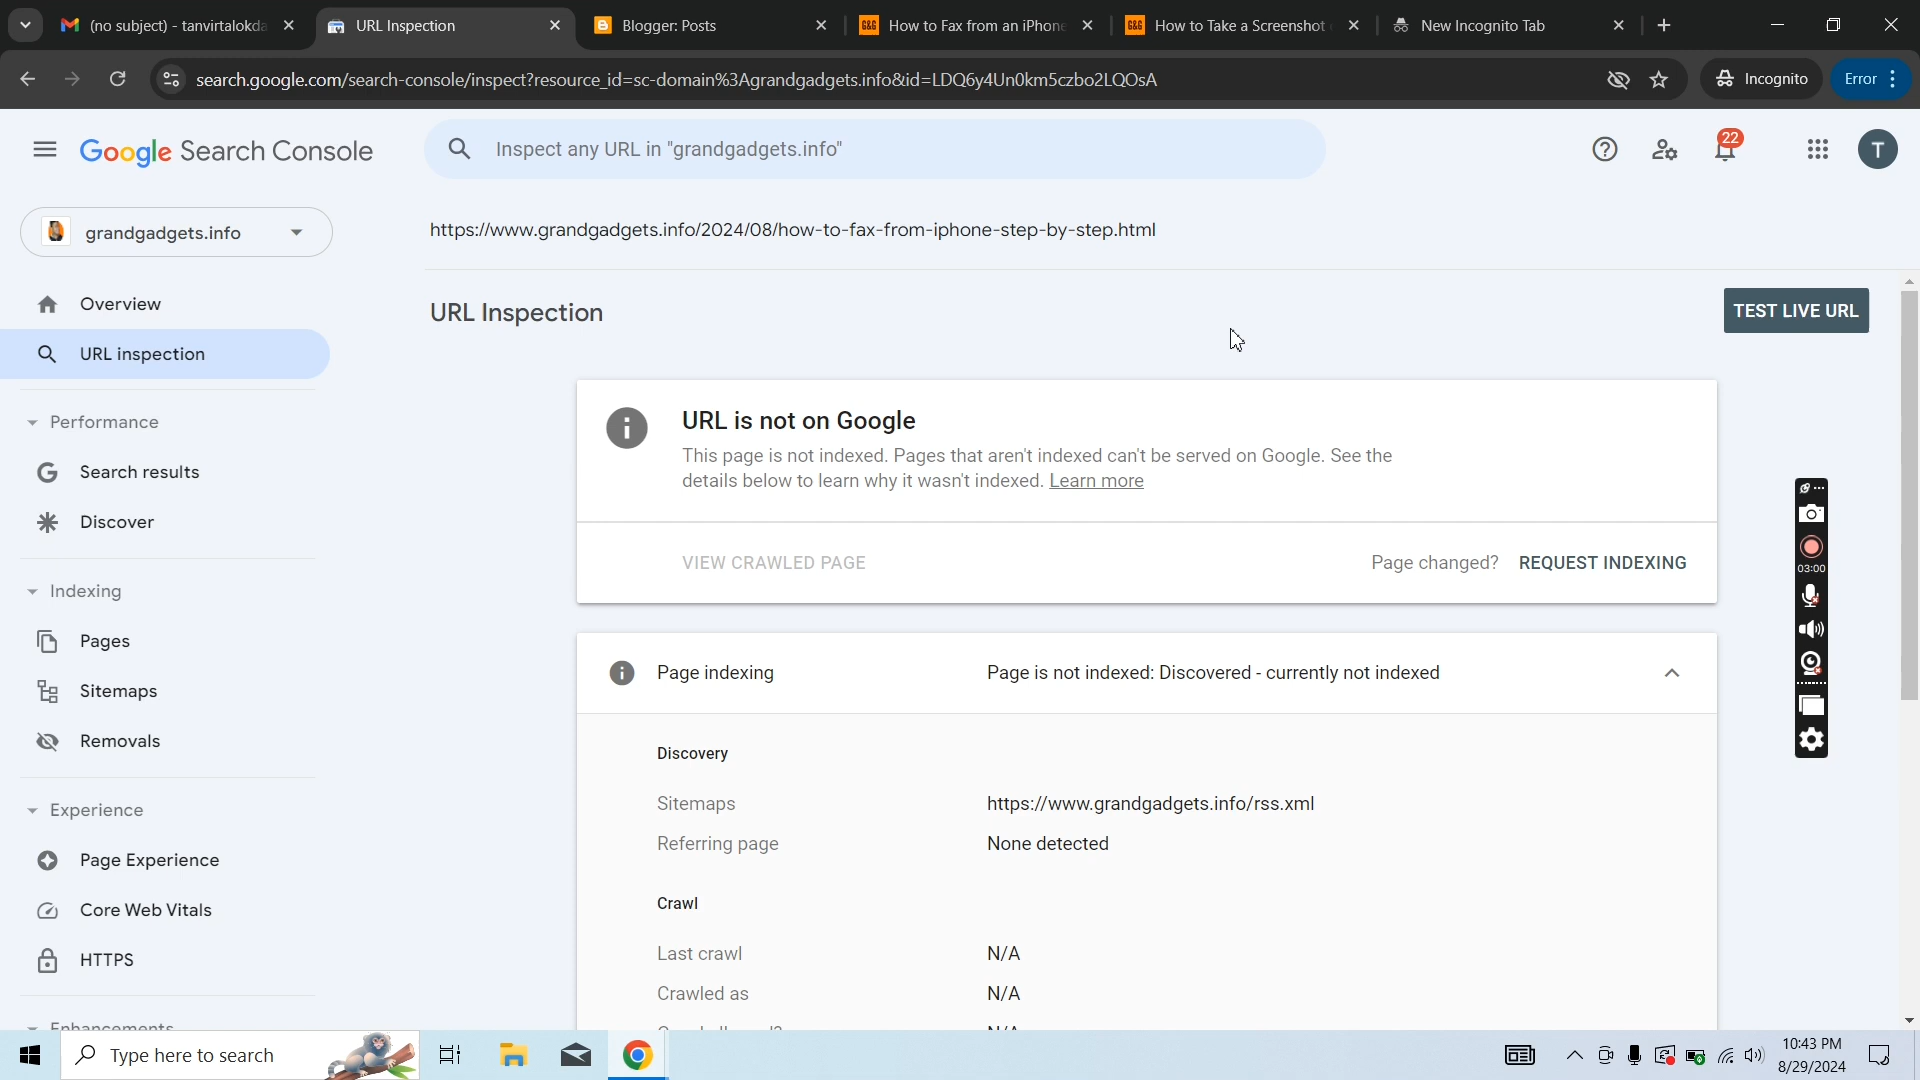 (no subject) - tanvirtalokda
URL Inspection
Blogger: Posts
G&G How to Fax from an iPhone
G&G How to Take a Screenshot
New Incognito Tab
search.google.com/search-console/inspect?resource_id=sc-domain%3Agrandgadgets.info&id=LDQ6y4Un0km5czbo2LQOsA
Incognito
Error
Google Search Console
Inspect any URL in "grandgadgets.info"
22
T
grandgadgets.info
https://www.grandgadgets.info/2024/08/how-to-fax-from-iphone-step-by-step.html
Overview
URL Inspection
TEST LIVE URL
URL inspection
Performance
URL is not on Google
This page is not indexed. Pages that aren't indexed can't be served on Google. See the
details below to learn why it wasn't indexed. Learn more
Search results
Discover
VIEW CRAWLED PAGE
Page changed? REQUEST INDEXING
03:00
Indexing
Pages
Page indexing
Page is not indexed: Discovered - currently not indexed
Sitemaps
Removals
Discovery
Sitemaps
https://www.grandgadgets.info/rss.xml
Experience
Referring page
None detected
Page Experience
Crawl
Core Web Vitals
Last crawl
N/A
HTTPS
Crawled as
N/A
Enhancements
N/A
Type here to search
10:43 PM
8/29/2024